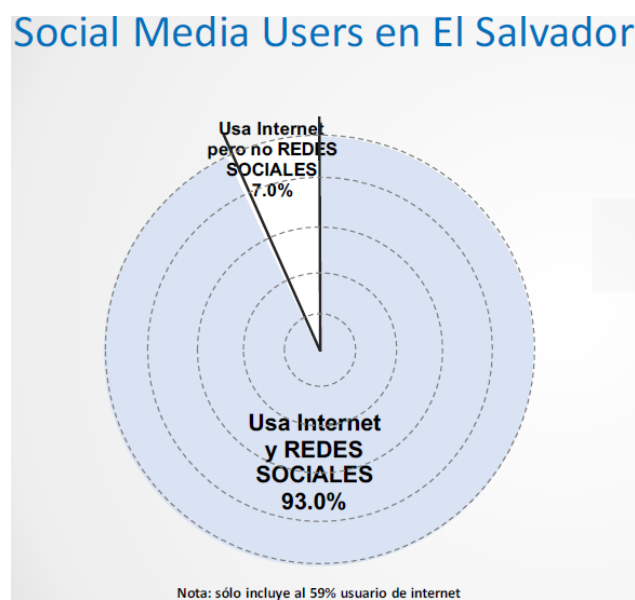 Social Media Users en El Salvador
Usa Internet
pero no REDES
SOCIALES
7.0%
Usa Internet
y REDES
SOCIALES
93.0%
Nota: sólo incluye al 59% usuario de internet